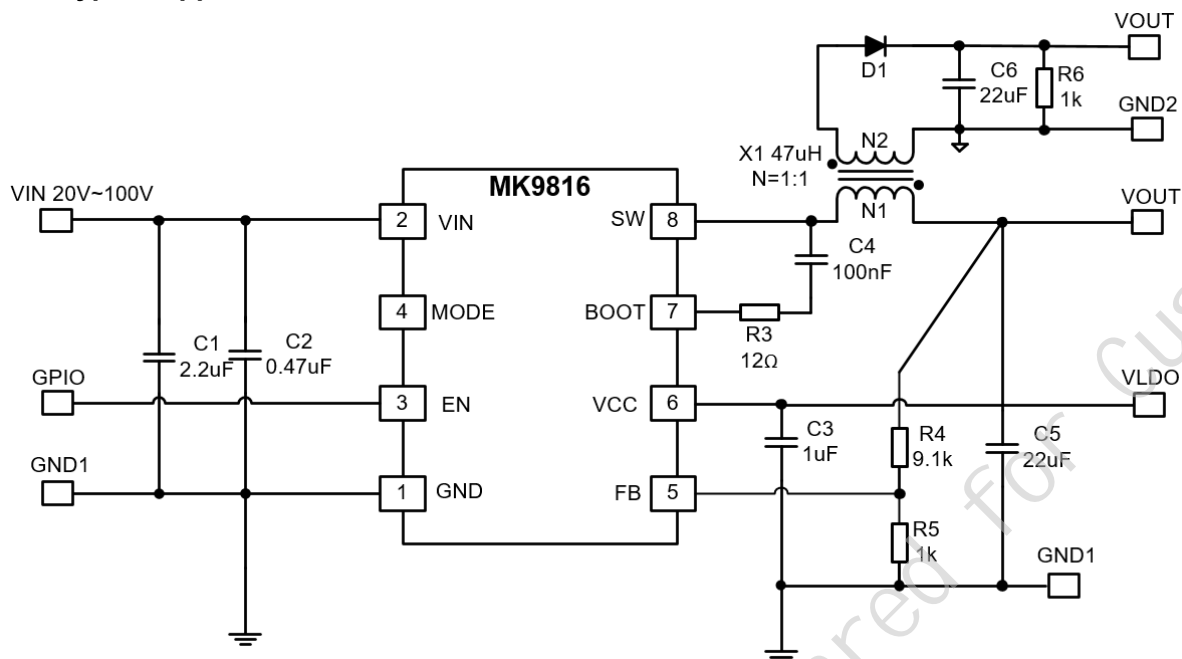 VOUT
D1
C6
22uF
R6
1k
GND2
X1 47uH
N=1:1
N2
N1
MK9816
VIN 20V~100V
2
VIN
SW
8
VOUT
C4
100nF
4
MODE
BOOT
7
R3
12Ω
C1
2.2uF
C2
0.47uF
GPIO
3
EN
VCC
6
VLDO
C3
1uF
R4
9.1k
C5
22uF
GND1
1
GND
FB
5
R5
1k
GND1
ered for Cus